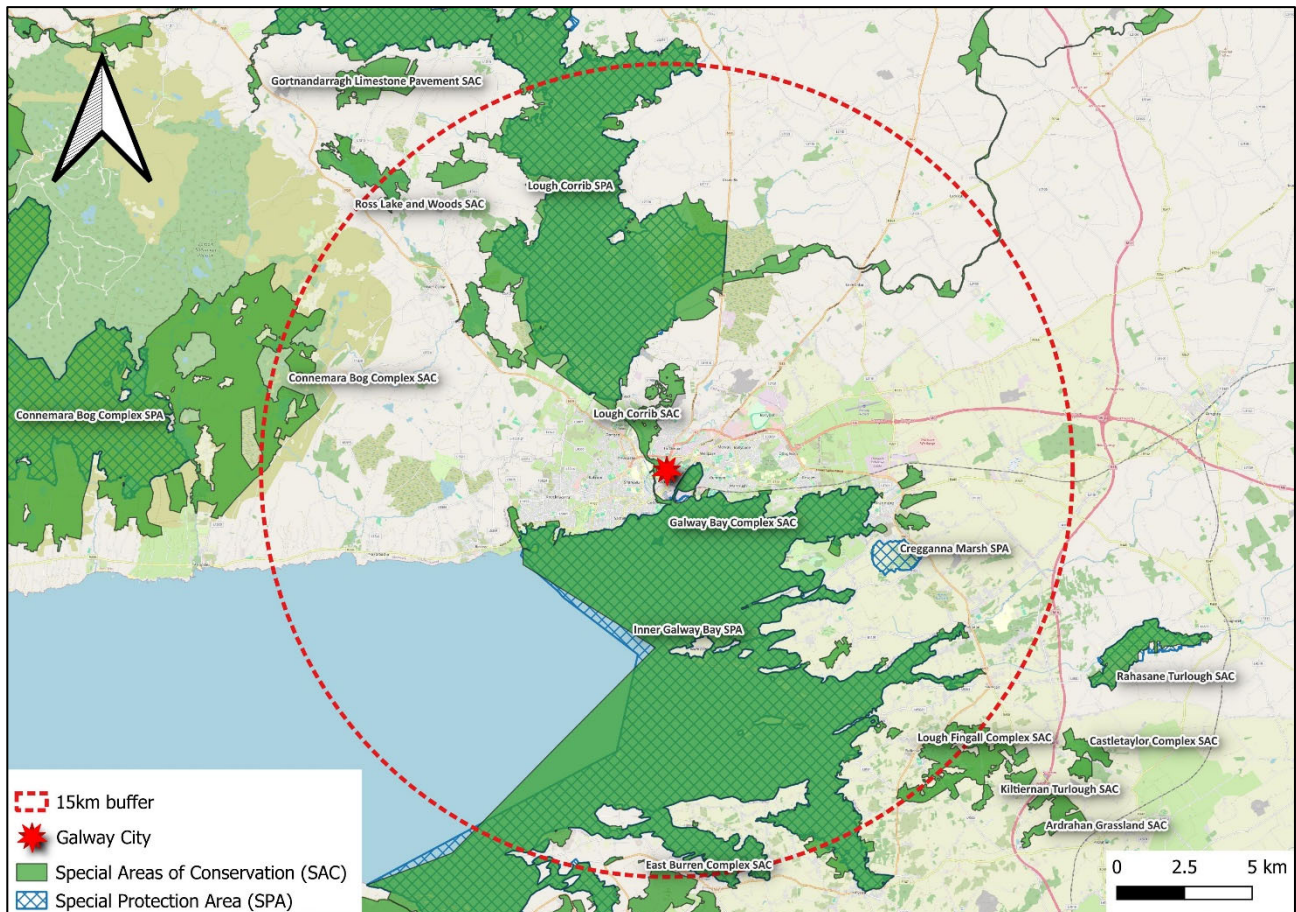 Gortnandarragh Limestone Pavement SAC
Lough Corrib SPA
Ross Lake and Woods SAC
Connemara Bog Complex SAC
Connemara Bog Complex SPA
Lough Corrib SAC
Galway Bay Complex SAC
Cregganna Marsh SPA
Inner Galway Bay SPA
Rahasane Turlough SAC
Lough Fingall Complex SAC
Castletaylor Complex SAC
Kiltiernan Turlough SAC
Ardrahan Grassland SAC
East Burren Complex SAC
15km buffer
Galway City
Special Areas of Conservation (SAC)
Special Protection Area (SPA)
0 2.5 5 km